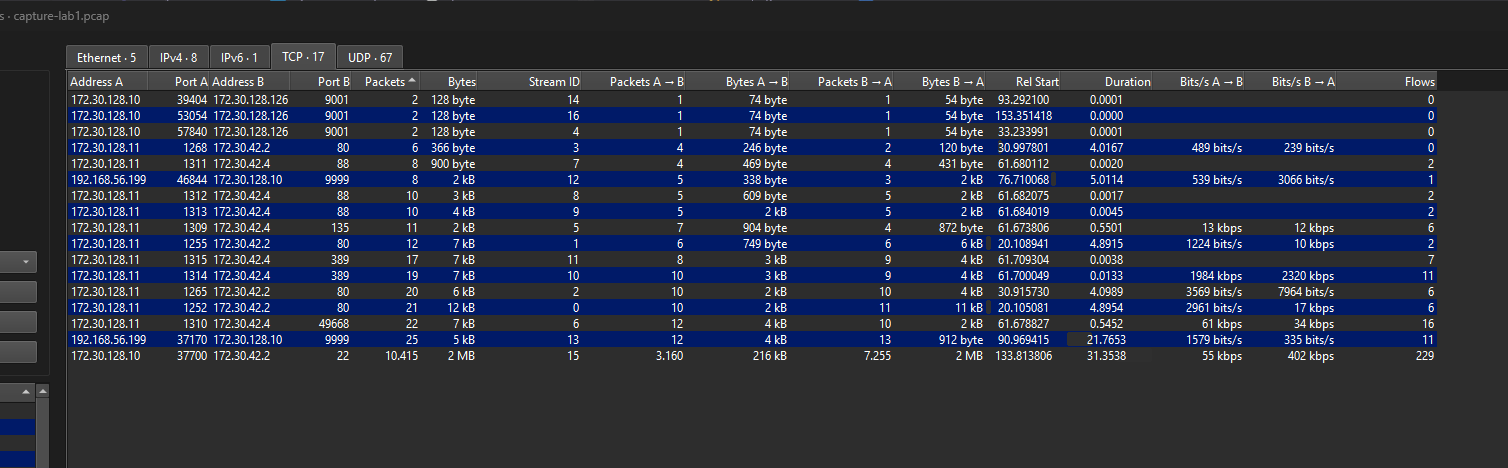 s · capture-lab1.pcap
Ethernet · 5 IPv4 · 8 IPv6 · 1 TCP · 17 UDP · 67
Address A Port A Address B Port B Packets Bytes Stream ID Packets A → B Bytes A → B Packets B → A Bytes B → A Rel Start Duration Bits/s A → B Bits/s B → A Flows
172.30.128.10 39404 172.30.128.126 9001 2 128 byte 14 1 74 byte 1 54 byte 93.292100 0.0001 0
172.30.128.10 53054 172.30.128.126 9001 2 128 byte 16 1 74 byte 1 54 byte 153.351418 0.0000 0
172.30.128.10 57840 172.30.128.126 9001 2 128 byte 4 1 74 byte 1 54 byte 33.233991 0.0001 0
172.30.128.11 1268 172.30.42.2 80 6 366 byte 3 4 246 byte 2 120 byte 30.997801 4.0167 489 bits/s 239 bits/s 0
172.30.128.11 1311 172.30.42.4 88 8 900 byte 7 4 469 byte 4 431 byte 61.680112 0.0020 2
192.168.56.199 46844 172.30.128.10 9999 8 2 kB 12 5 338 byte 3 2 kB 76.710068 5.0114 539 bits/s 3066 bits/s 1
172.30.128.11 1312 172.30.42.4 88 10 3 kB 8 5 609 byte 5 2 kB 61.682075 0.0017 2
172.30.128.11 1313 172.30.42.4 88 10 4 kB 9 5 2 kB 5 2 kB 61.684019 0.0045 2
172.30.128.11 1309 172.30.42.4 135 11 2 kB 5 7 904 byte 4 872 byte 61.673806 0.5501 13 kbps 12 kbps 6
172.30.128.11 1255 172.30.42.2 80 12 7 kB 1 6 749 byte 6 6 kB 20.108941 4.8915 1224 bits/s 10 kbps 2
172.30.128.11 1315 172.30.42.4 389 17 7 kB 11 8 3 kB 9 4 kB 61.709304 0.0038 7
172.30.128.11 1314 172.30.42.4 389 19 7 kB 10 10 3 kB 9 4 kB 61.700049 0.0133 1984 kbps 2320 kbps 11
172.30.128.11 1265 172.30.42.2 80 20 6 kB 2 10 2 kB 10 4 kB 30.915730 4.0989 3569 bits/s 7964 bits/s 6
172.30.128.11 1252 172.30.42.2 80 21 12 kB 0 10 2 kB 11 11 kB 20.105081 4.8954 2961 bits/s 17 kbps 6
172.30.128.11 1310 172.30.42.4 49668 22 7 kB 6 12 4 kB 10 2 kB 61.678827 0.5452 61 kbps 34 kbps 16
192.168.56.199 37170 172.30.128.10 9999 25 5 kB 13 12 4 kB 13 912 byte 90.969415 21.7653 1579 bits/s 335 bits/s 11
172.30.128.10 37700 172.30.42.2 22 10.415 2 MB 15 3.160 216 kB 7.255 2 MB 133.813806 31.3538 55 kbps 402 kbps 229